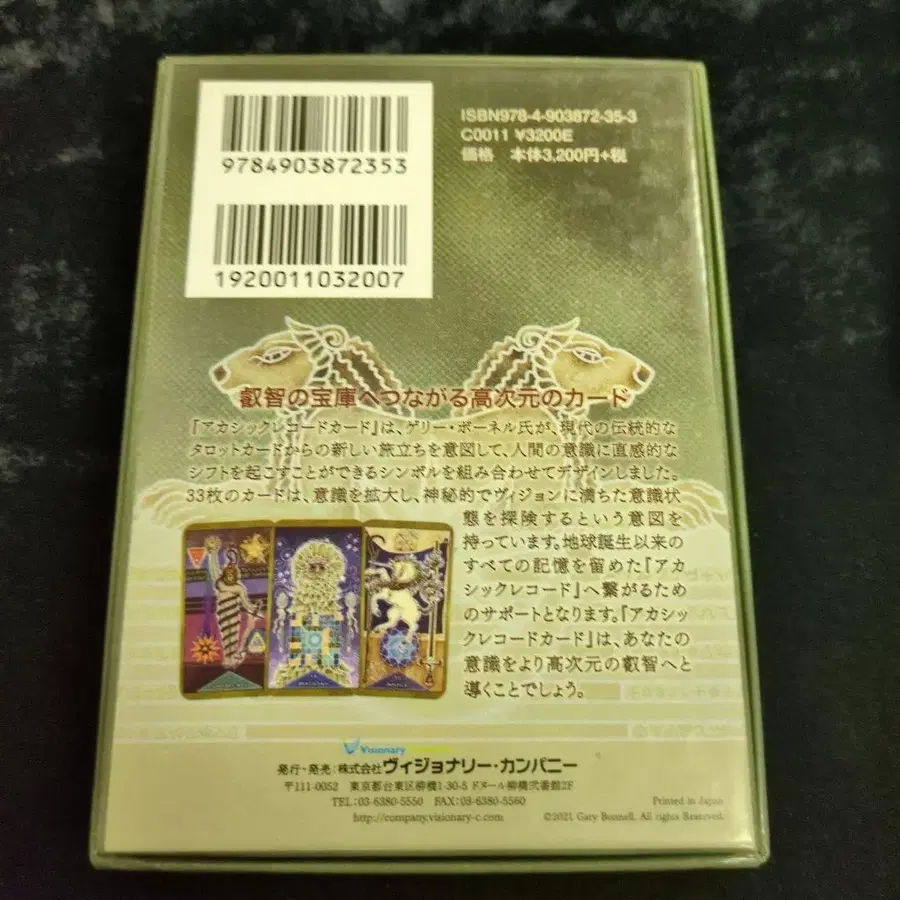 9784903872353
1920011032007
ISBN978-4-903872-35-3
C0011 ¥3200E
価格 本体3,200円+税
叡智の宝庫へつながる高次元のカード
『アカシックレコードカード』は、ゲリー・ボーネル氏が、現代の伝統的な
タロットカードからの新しい旅立ちを意図して、人間の意識に直感的な
シフトを起こすことができるシンボルを組み合わせてデザインしました。
33枚のカードは、意識を拡大し、神秘的でヴィジョンに満ちた意識状
態を探険するという意図を
持っています。地球誕生以来の
すべての記憶を留めた『アカ
シックレコード』へ繋がるため
のサポートとなります。『アカシッ
クレコードカード』は、あなたの
意識をより高次元の叡智へと
導くことでしょう。
Visionary
発行・発売:株式会社ヴィジョナリー・カンパニー
〒111-0052 東京都台東区柳橋1-30-5 ドヌール柳橋弐番館2F
TEL:03-6380-5550 FAX:03-6380-5560
http://company.visionary-c.com
Printed in Japan
©2021 Gary Bonnell. All rights Reserved.